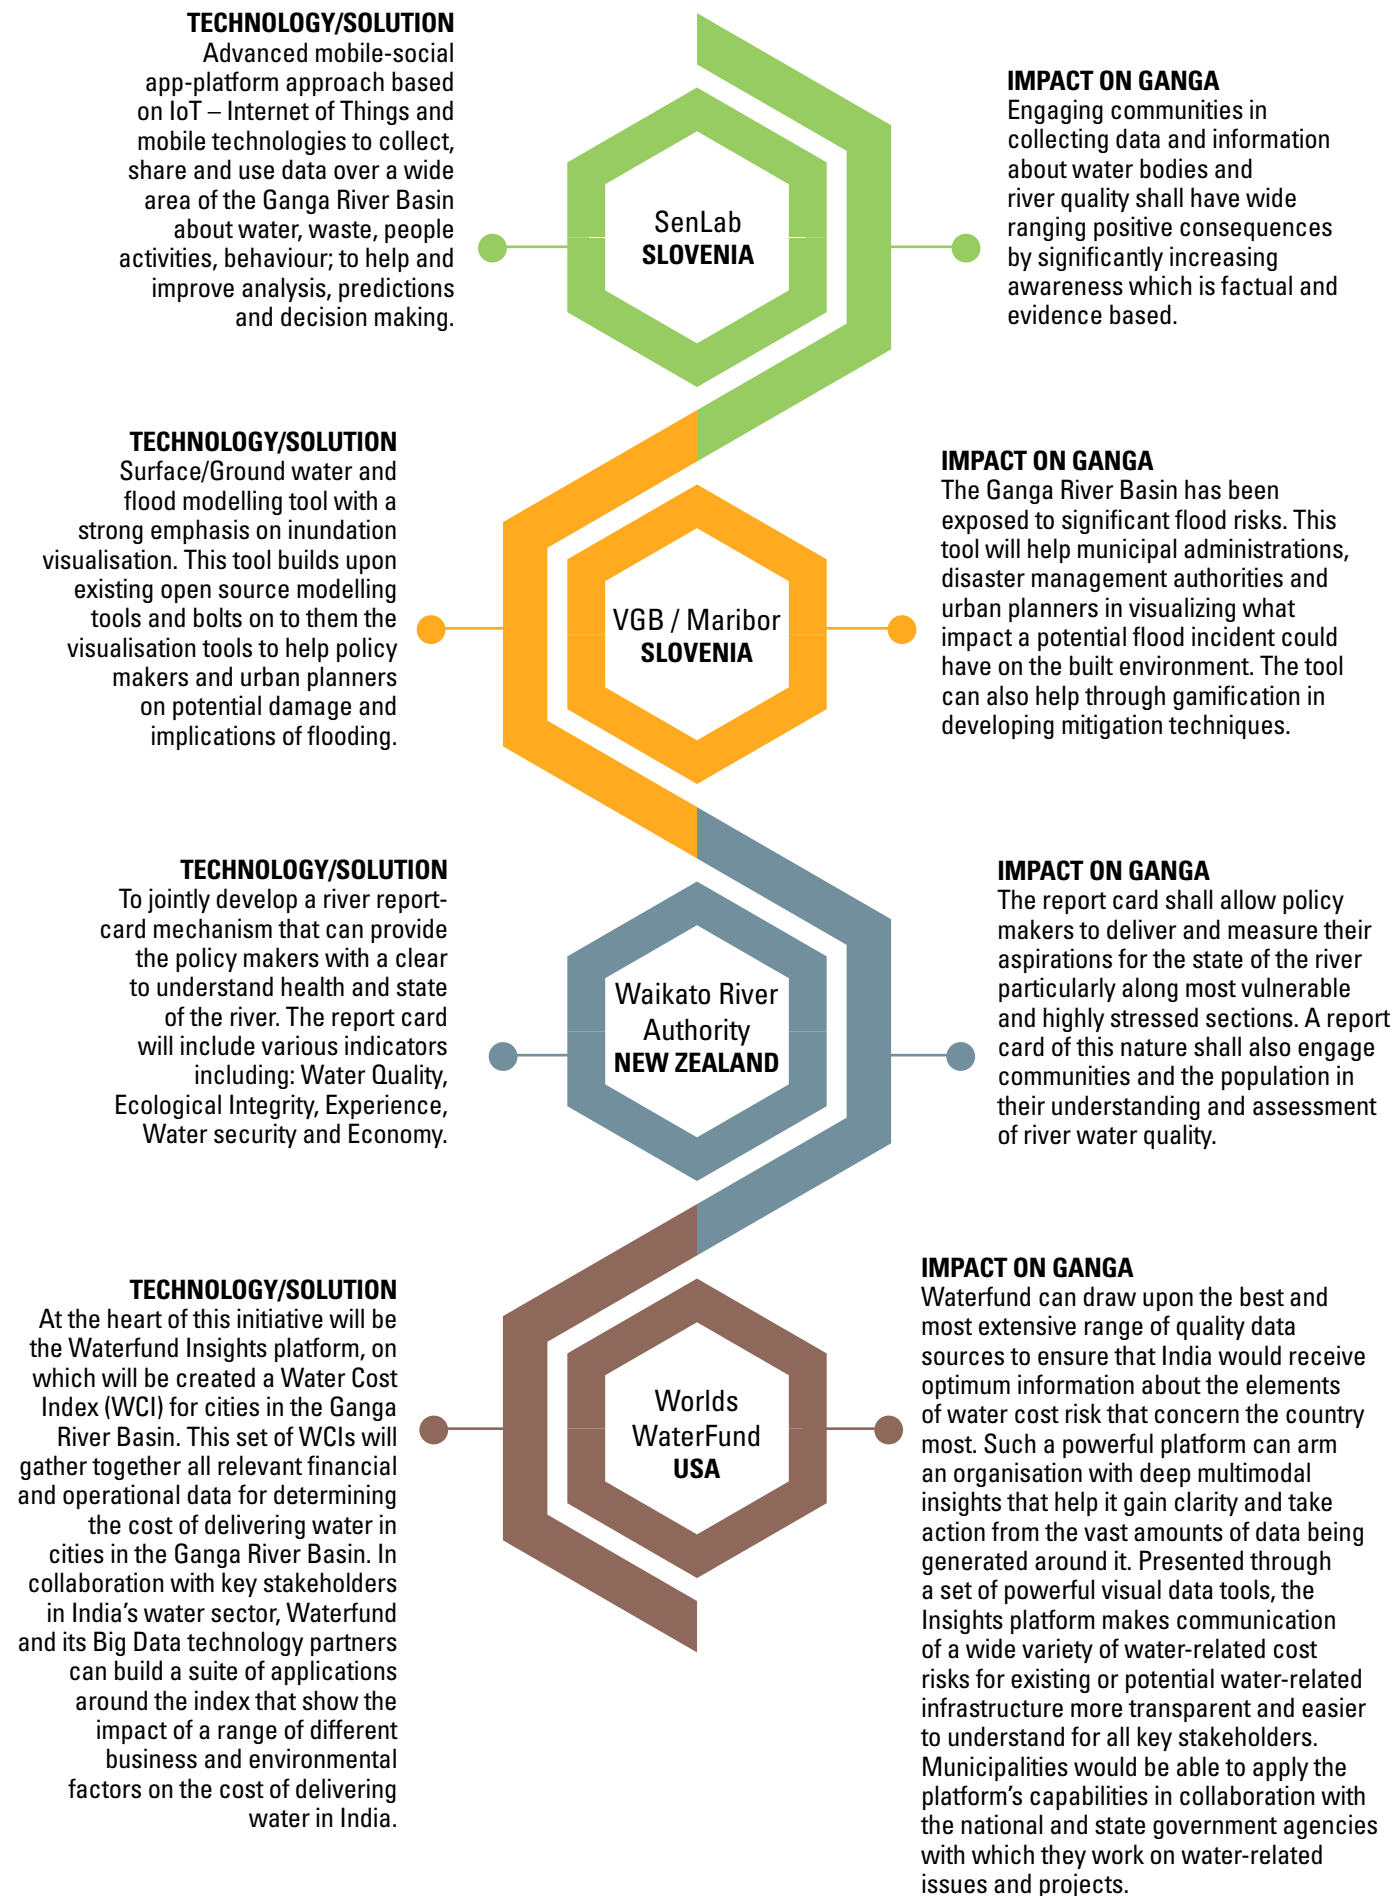 TECHNOLOGY/SOLUTION
Advanced mobile-social
app-platform approach based
on IoT – Internet of Things and
mobile technologies to collect,
share and use data over a wide
area of the Ganga River Basin
about water, waste, people
activities, behaviour; to help and
improve analysis, predictions
and decision making.
SenLab
SLOVENIA
IMPACT ON GANGA
Engaging communities in
collecting data and information
about water bodies and
river quality shall have wide
ranging positive consequences
by significantly increasing
awareness which is factual and
evidence based.
TECHNOLOGY/SOLUTION
Surface/Ground water and
flood modelling tool with a
strong emphasis on inundation
visualisation. This tool builds upon
existing open source modelling
tools and bolts on to them the
visualisation tools to help policy
makers and urban planners
on potential damage and
implications of flooding.
VGB / Maribor
SLOVENIA
IMPACT ON GANGA
The Ganga River Basin has been
exposed to significant flood risks. This
tool will help municipal administrations,
disaster management authorities and
urban planners in visualizing what
impact a potential flood incident could
have on the built environment. The tool
can also help through gamification in
developing mitigation techniques.
TECHNOLOGY/SOLUTION
To jointly develop a river report-
card mechanism that can provide
the policy makers with a clear
to understand health and state
of the river. The report card
will include various indicators
including: Water Quality,
Ecological Integrity, Experience,
Water security and Economy.
Waikato River
Authority
NEW ZEALAND
IMPACT ON GANGA
The report card shall allow policy
makers to deliver and measure their
aspirations for the state of the river
particularly along most vulnerable
and highly stressed sections. A report
card of this nature shall also engage
communities and the population in
their understanding and assessment
of river water quality.
TECHNOLOGY/SOLUTION
At the heart of this initiative will be
the Waterfund Insights platform, on
which will be created a Water Cost
Index (WCI) for cities in the Ganga
River Basin. This set of WCIs will
gather together all relevant financial
and operational data for determining
the cost of delivering water in
cities in the Ganga River Basin. In
collaboration with key stakeholders
in India's water sector, Waterfund
and its Big Data technology partners
can build a suite of applications
around the index that show the
impact of a range of different
business and environmental
factors on the cost of delivering
water in India.
Worlds
WaterFund
USA
IMPACT ON GANGA
Waterfund can draw upon the best and
most extensive range of quality data
sources to ensure that India would receive
optimum information about the elements
of water cost risk that concern the country
most. Such a powerful platform can arm
an organisation with deep multimodal
insights that help it gain clarity and take
action from the vast amounts of data being
generated around it. Presented through
a set of powerful visual data tools, the
Insights platform makes communication
of a wide variety of water-related cost
risks for existing or potential water-related
infrastructure more transparent and easier
to understand for all key stakeholders.
Municipalities would be able to apply the
platform's capabilities in collaboration with
the national and state government agencies
with which they work on water-related
issues and projects.